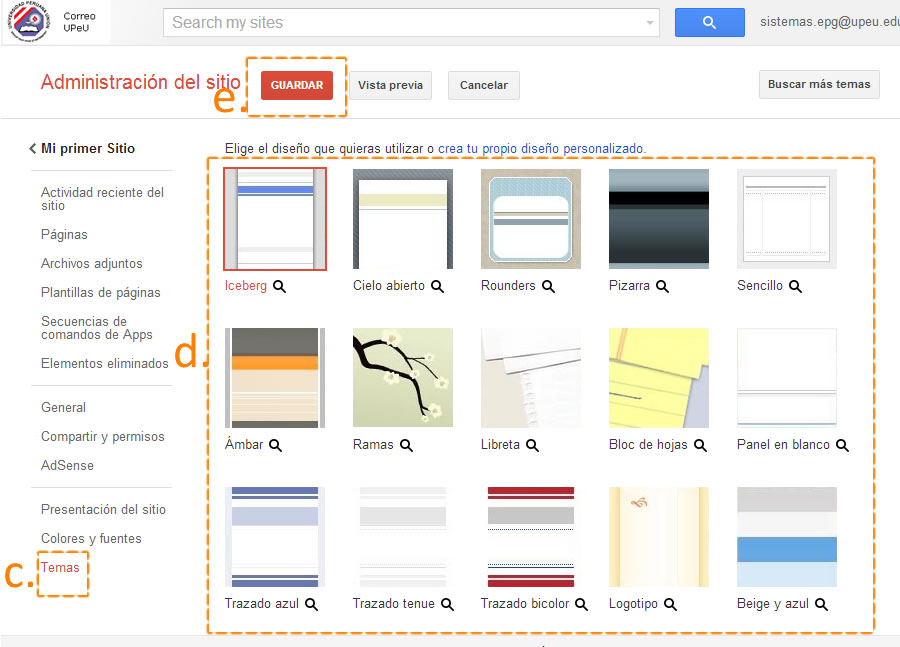 UNIVERSIDAD PERUANA UNION
Correo
UPeU
Search my sites
sistemas.epg@upeu.edu
Administración del sitio
e.
GUARDAR
Vista previa
Cancelar
Buscar más temas
Mi primer Sitio
Elige el diseño que quieras utilizar o crea tu propio diseño personalizado.
Actividad reciente del
sitio
Páginas
Archivos adjuntos
Plantillas de páginas
Secuencias de
comandos de Apps
Elementos eliminados
General
Compartir y permisos
AdSense
Presentación del sitio
Colores y fuentes
c.
Temas
d.
Iceberg
Cielo abierto
Rounders
Pizarra
Sencillo
Ámbar
Ramas
Libreta
Bloc de hojas
Panel en blanco
Trazado azul
Trazado tenue
Trazado bicolor
Logotipo
Beige y azul